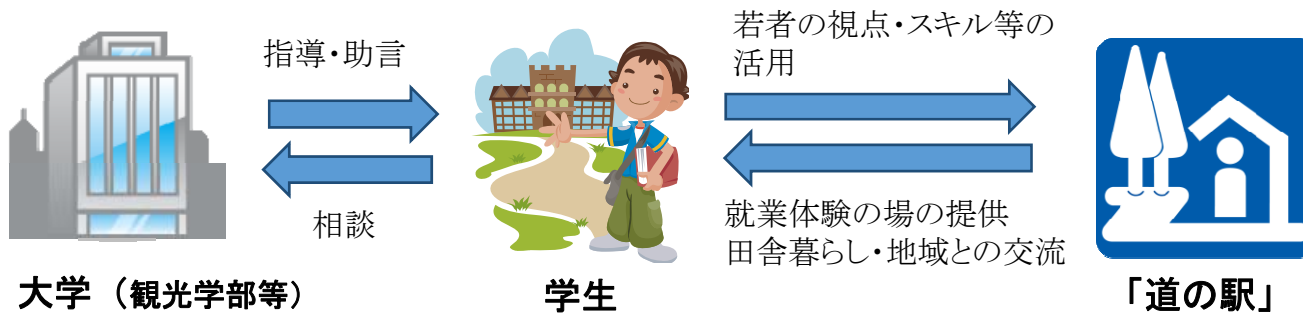 指導・助言
相談
若者の視点・スキル等の
活用
就業体験の場の提供
田舎暮らし・地域との交流
大学（観光学部等）
学生
「道の駅」